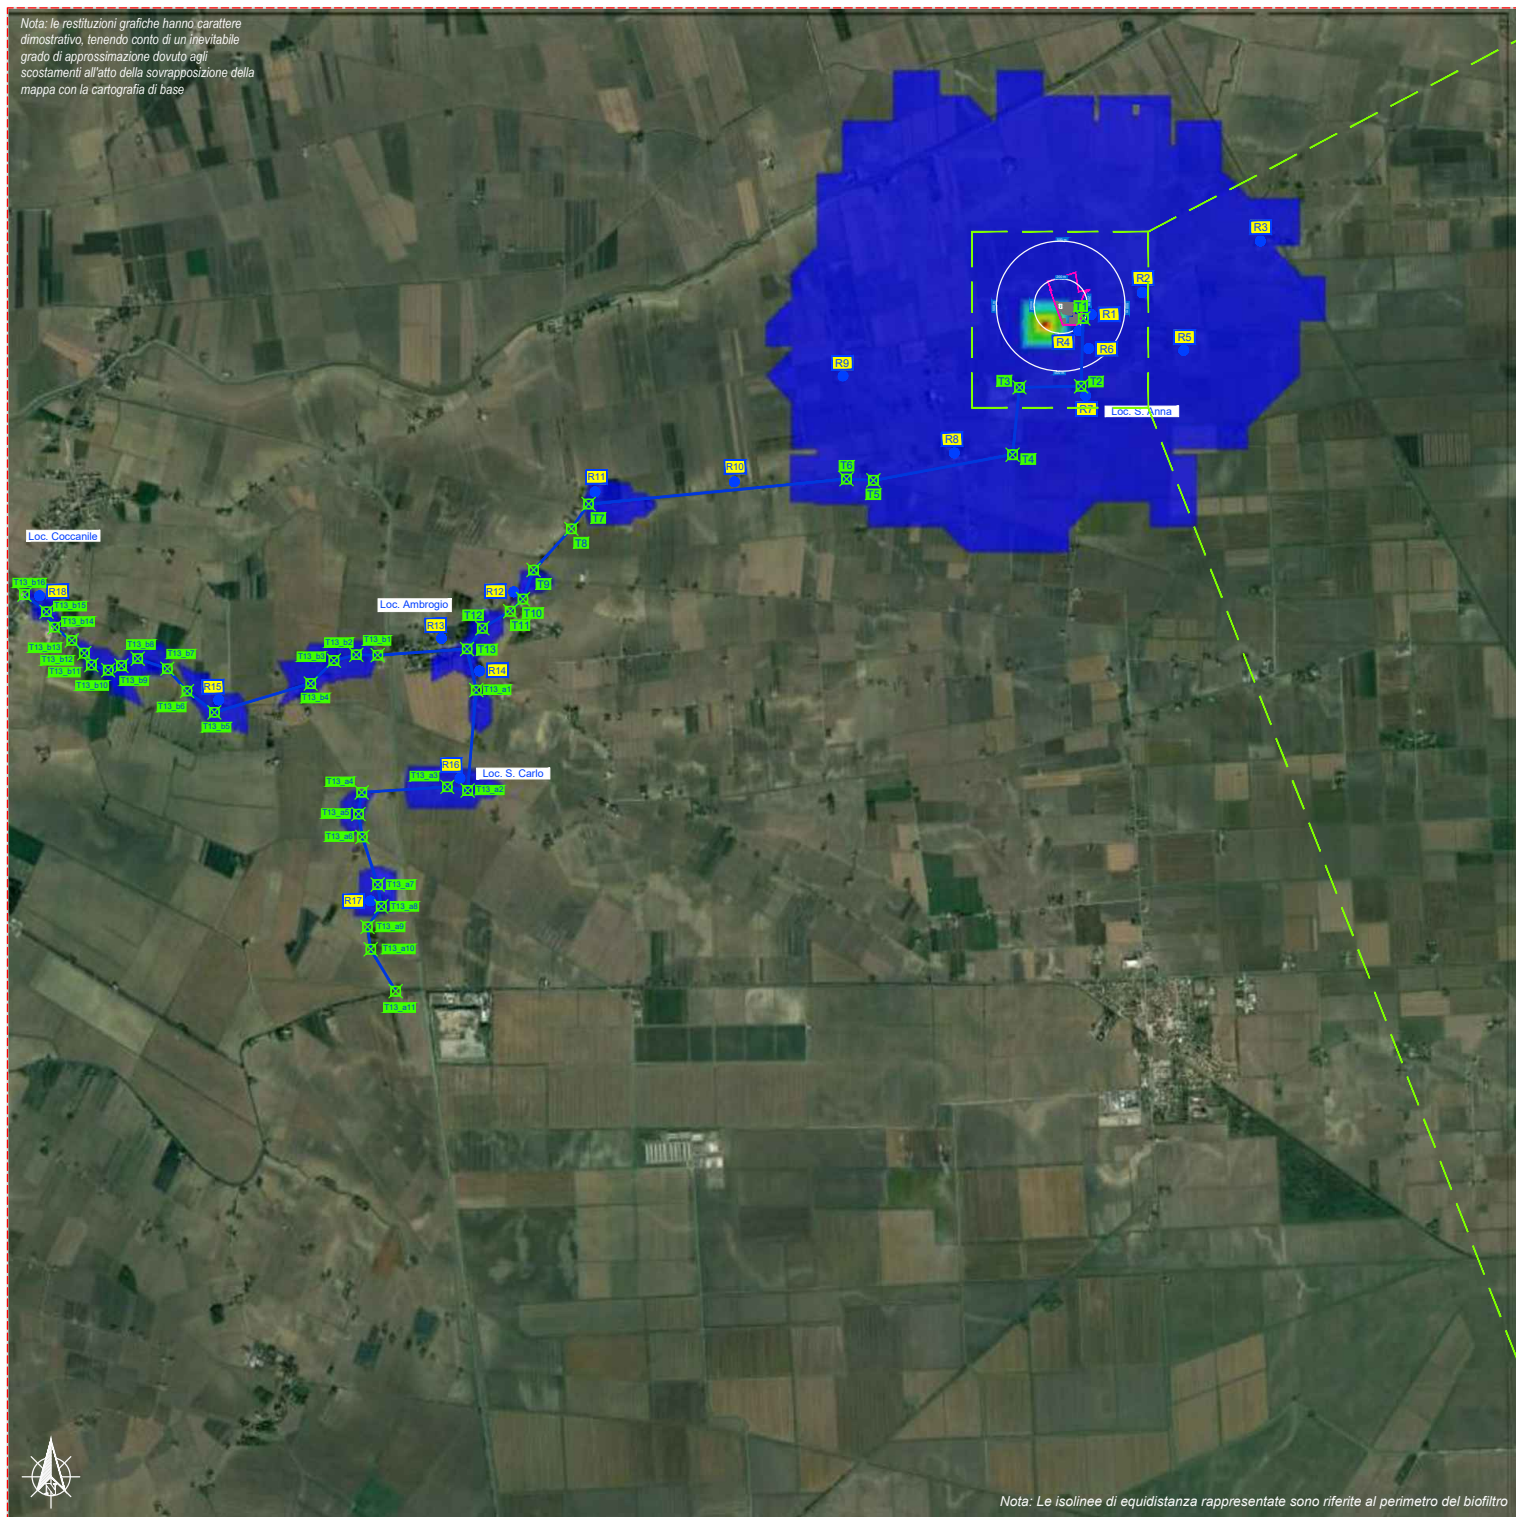 Nota: le restituzioni grafiche hanno carattere
dimostrativo, tenendo conto di un inevitabile
grado di approssimazione dovuto agli
scostamenti all'atto della sovrapposizione della
mappa con la cartografia di base
R3
R2
T1
R1
R4
R6
R5
R9
T3
T2
R7
Loc. S. Anna
R8
T4
T6
T5
R10
R11
T7
T8
Loc. Coccanile
T9
T13_b16
R18
R12
T13_b15
Loc. Ambrogio
T10
T12
T11
T13_b14
R13
T13_b13
T13_b8
T13_b2
T13_b1
T13
T13_b12
T13_b7
T13_b3
T13_b11
T13_b9
R14
T13_b10
T13_b6
R15
T13_b4
T13_a1
T13_b5
R16
Loc. S. Carlo
T13_a3
T13_a4
T13_a2
T13_a5
T13_a6
T13_a7
R17
T13_a8
T13_a9
T13_a10
T13_a11
N
Nota: Le isolinee di equidistanza rappresentate sono riferite al perimetro del biofiltro